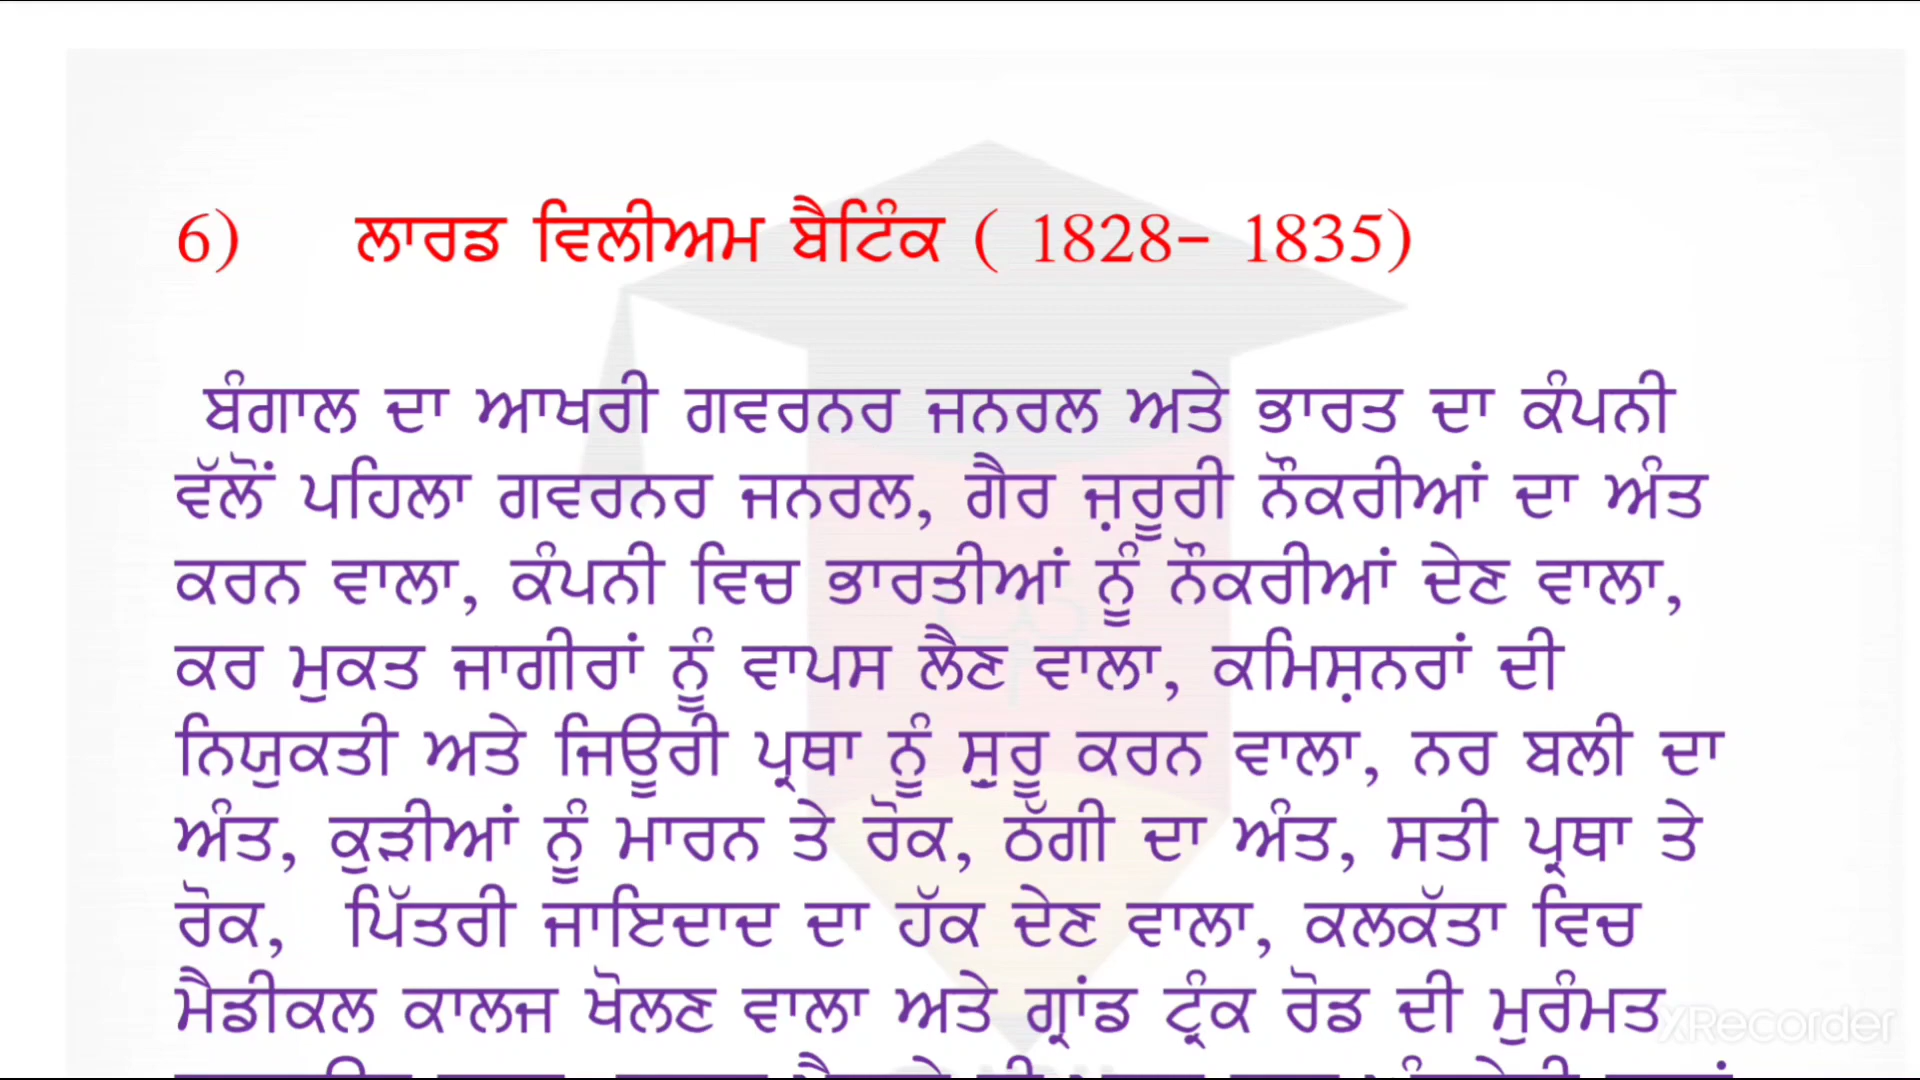 6) ਲਾਰਡ ਵਿਲੀਅਮ ਬੈਟਿੰਕ ( 1828– 1835)
ਬੰਗਾਲ ਦਾ ਆਖਰੀ ਗਵਰਨਰ ਜਨਰਲ ਅਤੇ ਭਾਰਤ ਦਾ ਕੰਪਨੀ
ਵੱਲੋਂ ਪਹਿਲਾ ਗਵਰਨਰ ਜਨਰਲ, ਗੈਰ ਜ਼ਰੂਰੀ ਨੌਕਰੀਆਂ ਦਾ ਅੰਤ
ਕਰਨ ਵਾਲਾ, ਕੰਪਨੀ ਵਿਚ ਭਾਰਤੀਆਂ ਨੂੰ ਨੌਕਰੀਆਂ ਦੇਣ ਵਾਲਾ,
ਕਰ ਮੁਕਤ ਜਾਗੀਰਾਂ ਨੂੰ ਵਾਪਸ ਲੈਣ ਵਾਲਾ, ਕਮਿਸ਼ਨਰਾਂ ਦੀ
ਨਿਯੁਕਤੀ ਅਤੇ ਜਿਊਰੀ ਪ੍ਰਥਾ ਨੂੰ ਸ਼ੁਰੂ ਕਰਨ ਵਾਲਾ, ਨਰ ਬਲੀ ਦਾ
ਅੰਤ, ਕੁੜੀਆਂ ਨੂੰ ਮਾਰਨ ਤੇ ਰੋਕ, ਠੱਗੀ ਦਾ ਅੰਤ, ਸਤੀ ਪ੍ਰਥਾ ਤੇ
ਰੋਕ, ਪਿੱਤਰੀ ਜਾਇਦਾਦ ਦਾ ਹੱਕ ਦੇਣ ਵਾਲਾ, ਕਲਕੱਤਾ ਵਿਚ
ਮੈਡੀਕਲ ਕਾਲਜ ਖੋਲਣ ਵਾਲਾ ਅਤੇ ਗ੍ਰਾਂਡ ਟ੍ਰੰਕ ਰੋਡ ਦੀ ਮੁਰੰਮਤ
XRecorder